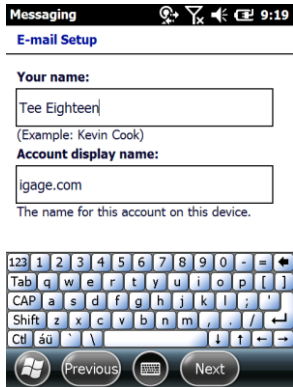 Messaging 9:19
E-mail Setup
Your name:
Tee Eighteen
(Example: Kevin Cook)
Account display name:
igage.com
The name for this account on this device.
123 1 2 3 4 5 6 7 8 9 0 - =
Tab q w e r t y u i o p [ ]
CAP a s d f g h j k l ; '
Shift z x c v b n m , . /
Ctl áü ` \
Previous Next